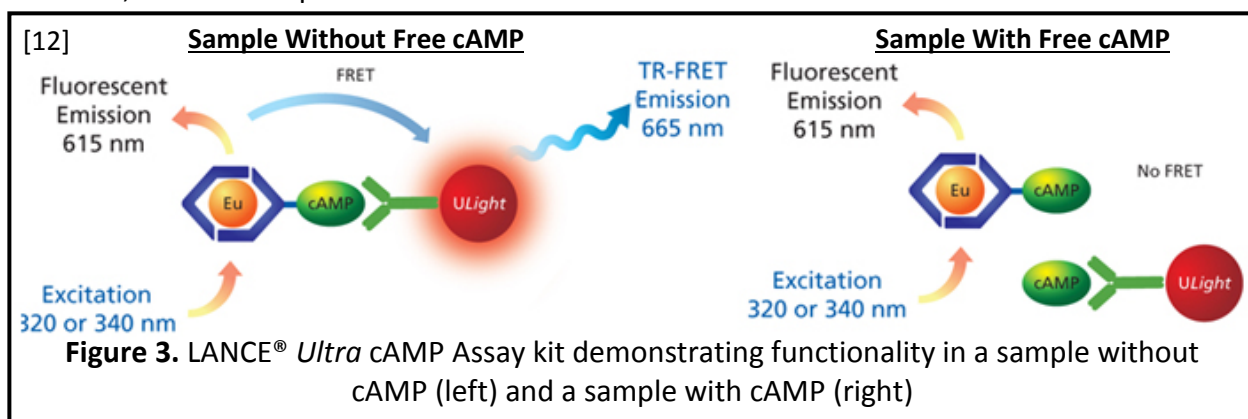 [12]
Sample Without Free cAMP
Sample With Free cAMP
Fluorescent
Emission
615 nm
FRET
TR-FRET
Emission
665 nm
Eu
cAMP
ULight
Excitation
320 or 340 nm
Fluorescent
Emission
615 nm
No FRET
Eu
cAMP
cAMP
ULight
Excitation
320 or 340 nm
Figure 3. LANCE® Ultra cAMP Assay kit demonstrating functionality in a sample without
cAMP (left) and a sample with cAMP (right)